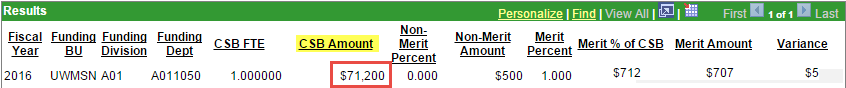 Results
Personalize | Find | View All | First 1 of 1 Last
Fiscal Year Funding BU Funding Division Funding Dept CSB FTE CSB Amount Non-Merit Percent Non-Merit Amount Merit Percent Merit % of CSB Merit Amount Variance
2016 UWMSN A01 A011050 1.000000 $71,200 0.000 $500 1.000 $712 $707 $5